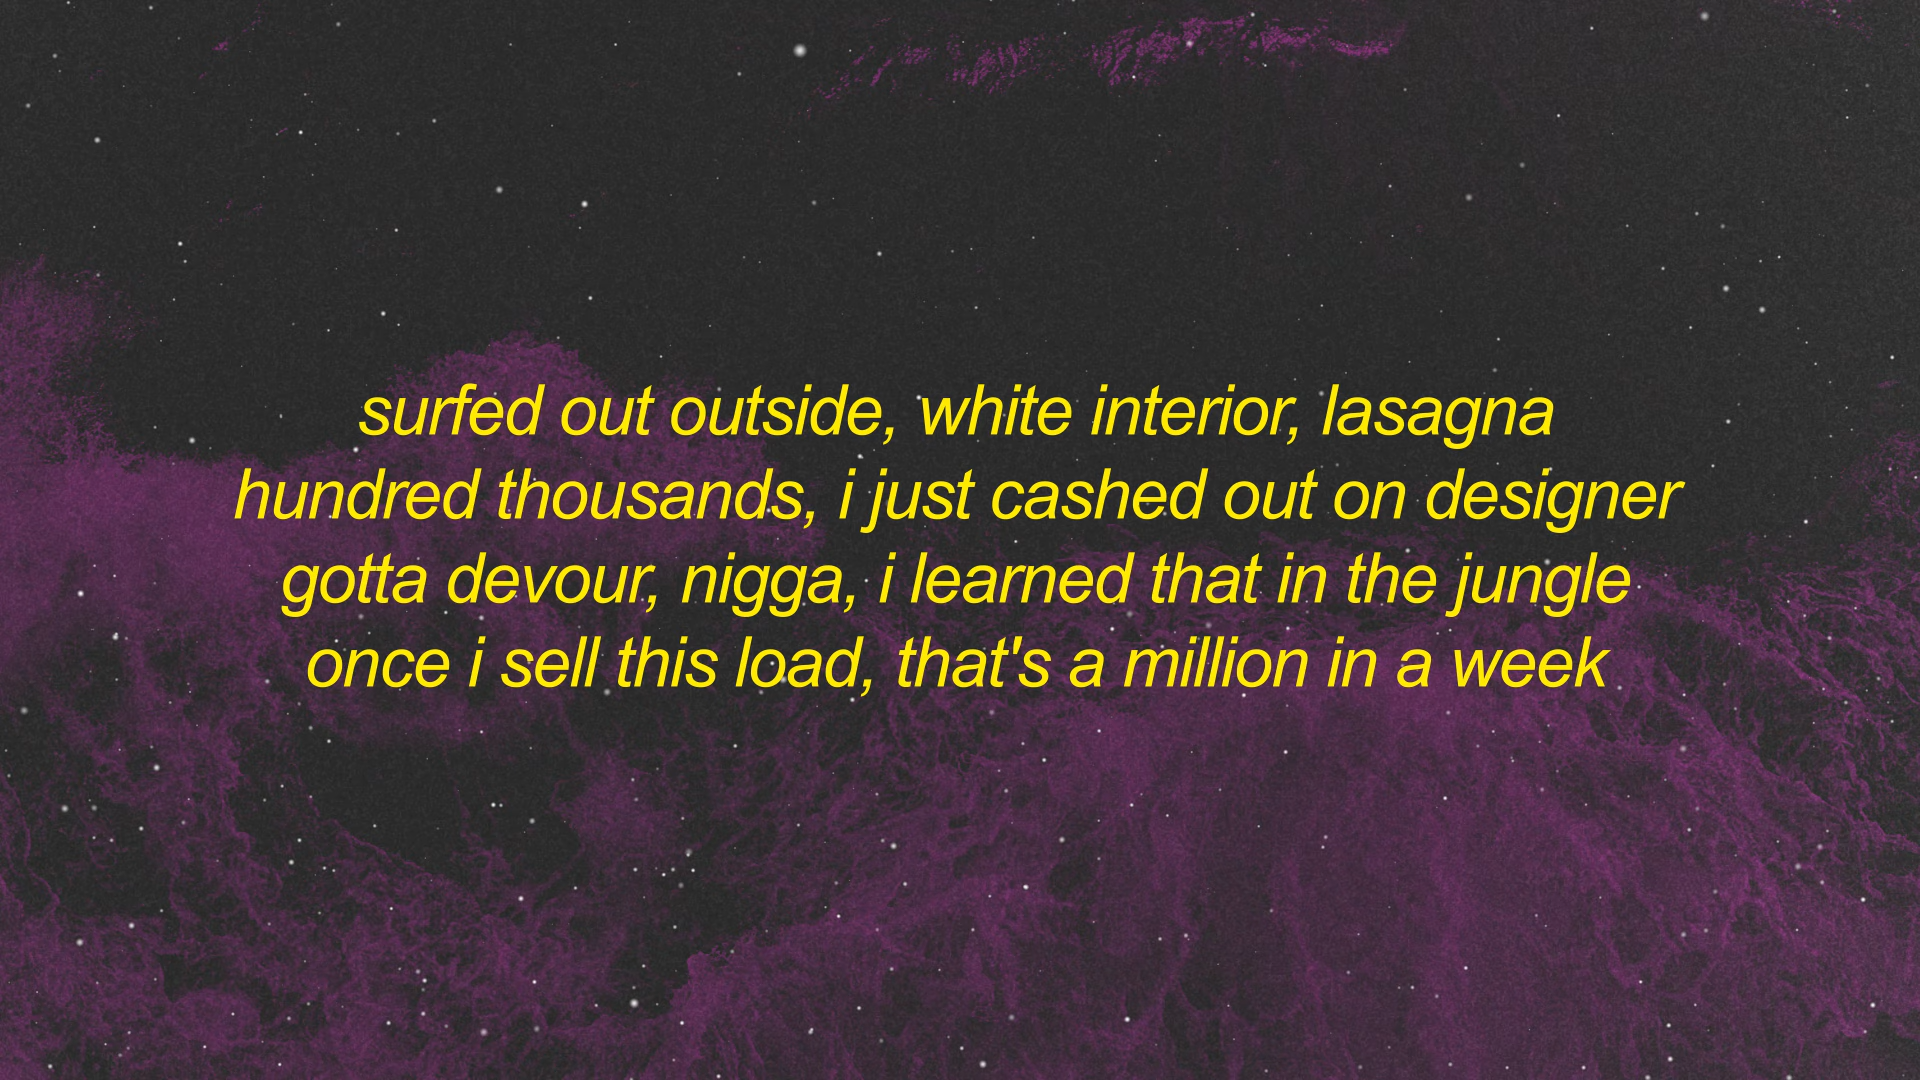 surfed out outside, white interior, lasagna
hundred thousands, i just cashed out on designer
gotta devour, nigga, i learned that in the jungle
once i sell this load, that's a million in a week